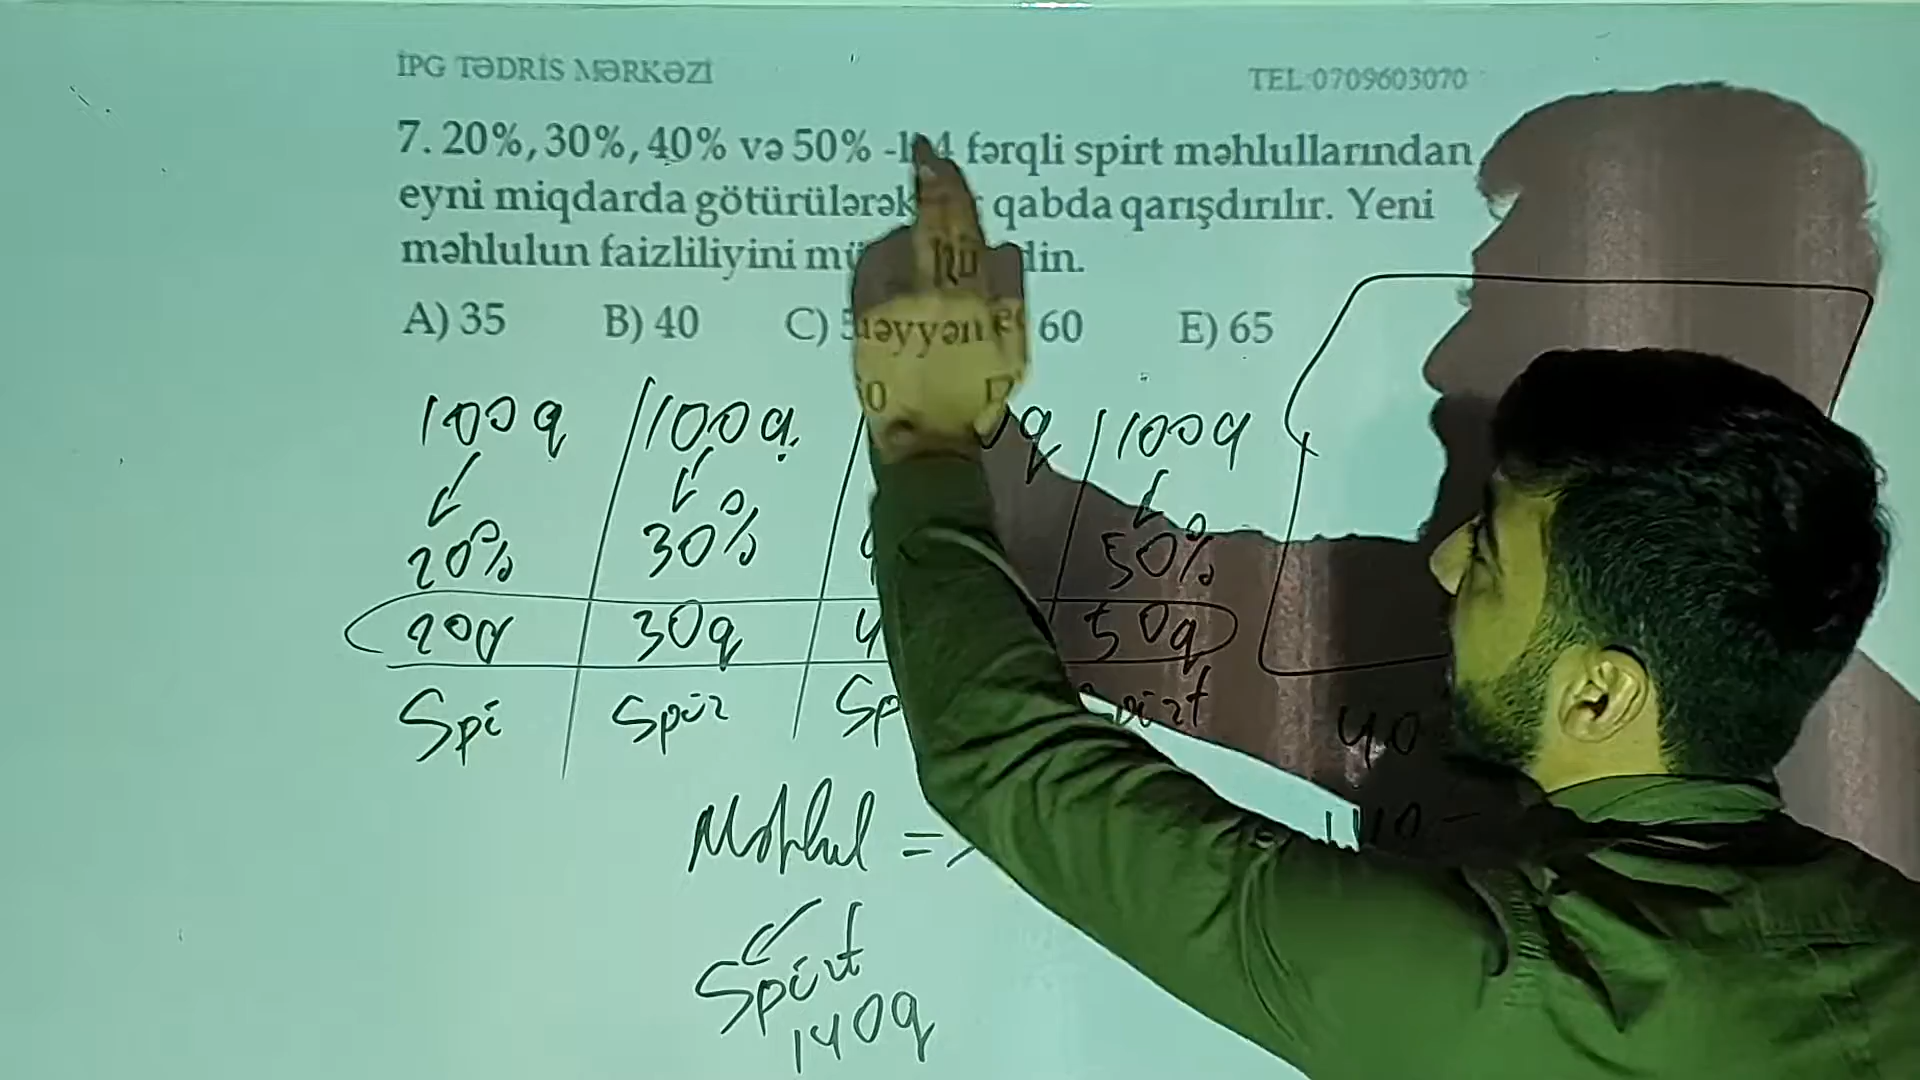 İPG TƏDRİS MƏRKƏZİ
TEL:0709603070
7. 20%, 30%, 40% və 50% fərqli spirt məhlullarından
eyni miqdarda götürülərək qabda qarışdırılır. Yeni
məhlulun faizliliyini
A) 35 B) 40 C) 60 E) 65
100q 100q 100q
20% 30% 50%
20q 30q 50q
Spi Spir
Məhlul =>
Spirt
140q
40